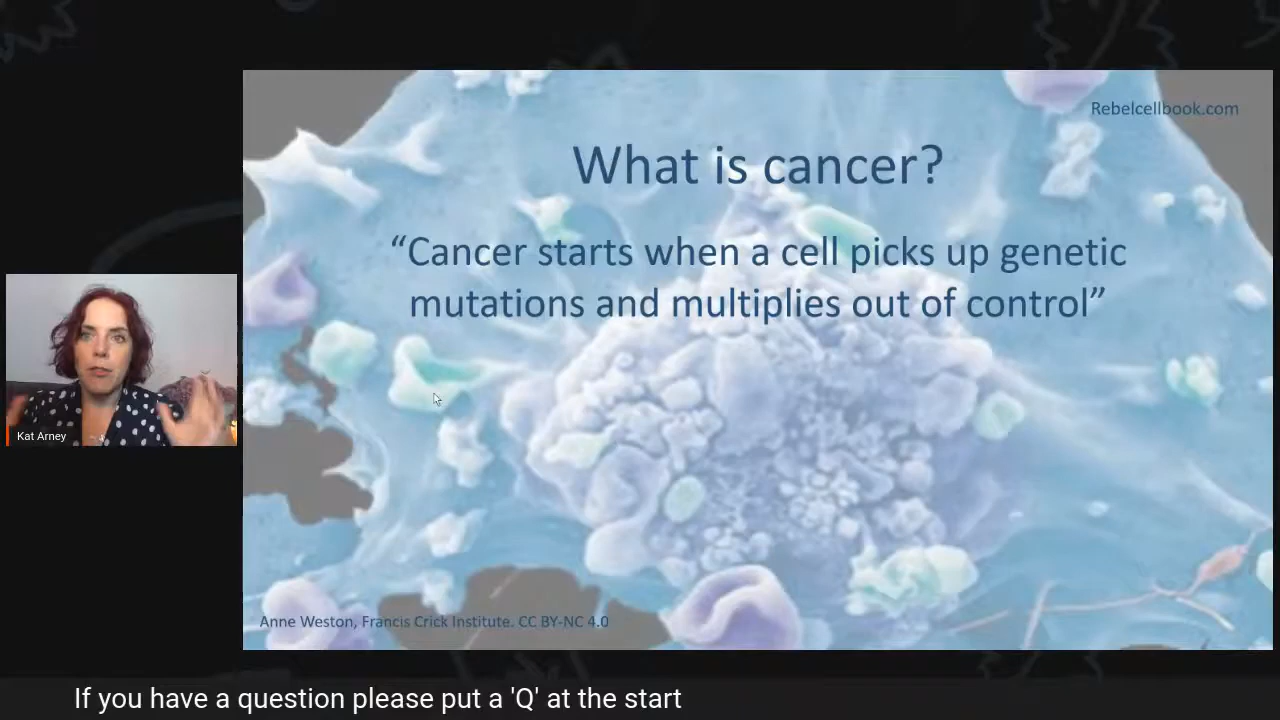 Rebelcellbook.com
What is cancer?
“Cancer starts when a cell picks up genetic
mutations and multiplies out of control”
Kat Arney
Anne Weston, Francis Crick Institute. CC BY-NC 4.0
If you have a question please put a 'Q' at the start